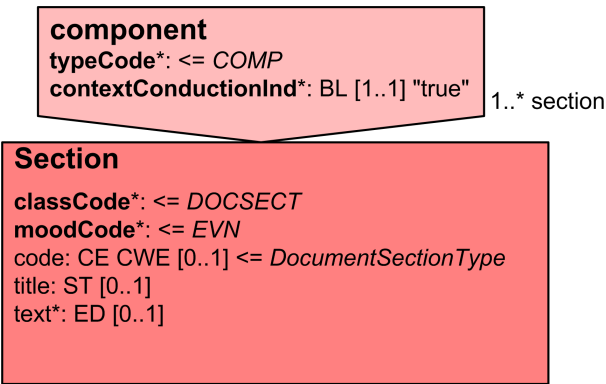 component
typeCode*: <= COMP
contextConductionInd*: BL [1..1] "true"
1..* section
Section
classCode*: <= DOCSECT
moodCode*: <= EVN
code: CE CWE [0..1] <= DocumentSectionType
title: ST [0..1]
text*: ED [0..1]